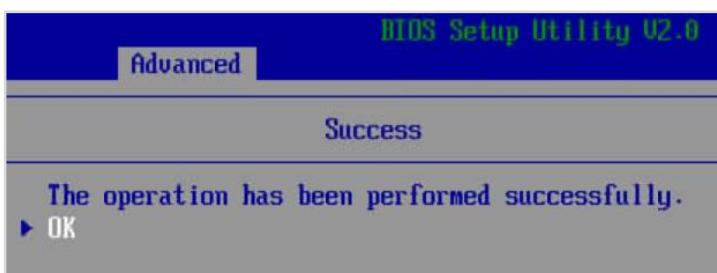 BIOS Setup Utility V2.0
Advanced
Success
The operation has been performed successfully.
OK